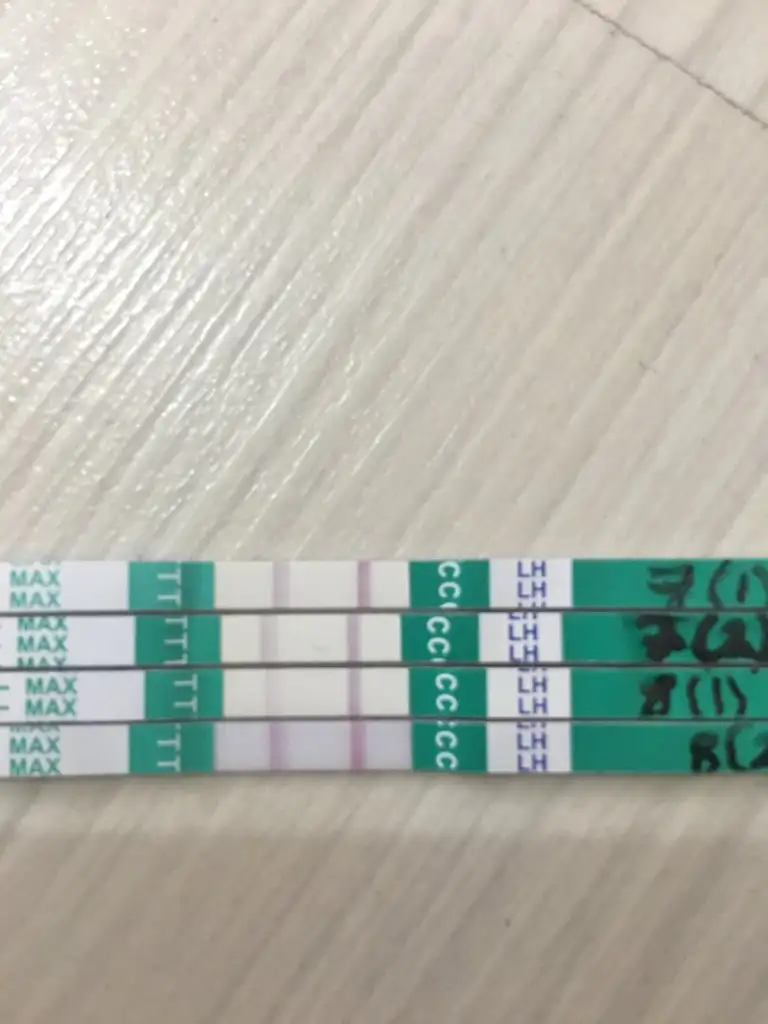 MAX TT CC LH 7(1)
MAX LH
MAX TT CC LH 7(2)
MAX LH
MAX TT CC LH 8(1)
MAX LH
MAX TT CC LH 8(2
MAX LH